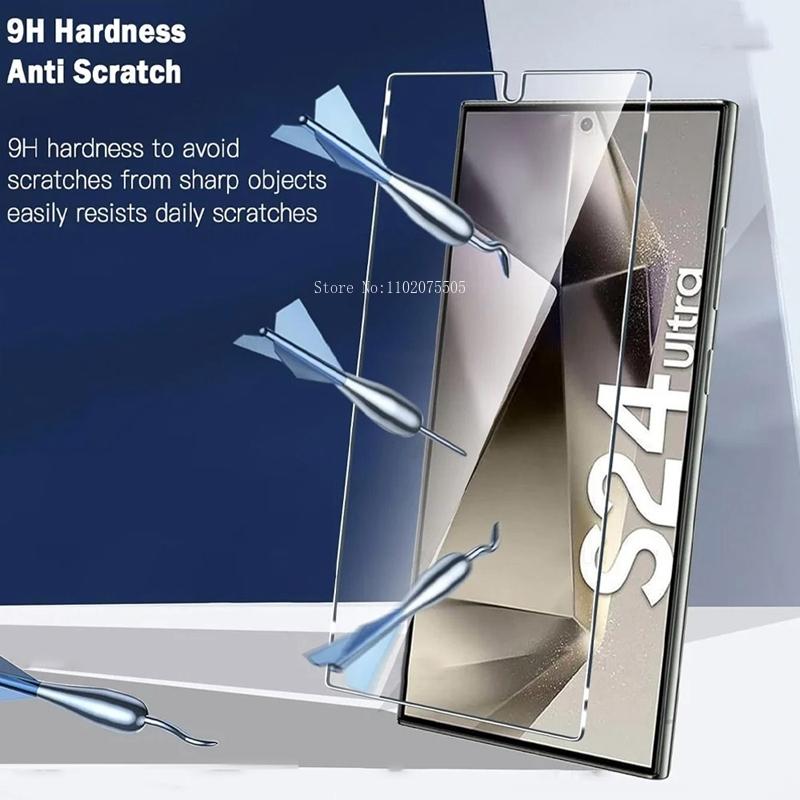 9H Hardness
Anti Scratch
9H hardness to avoid
scratches from sharp objects
easily resists daily scratches
Store No:1102075505
S24 Ultra